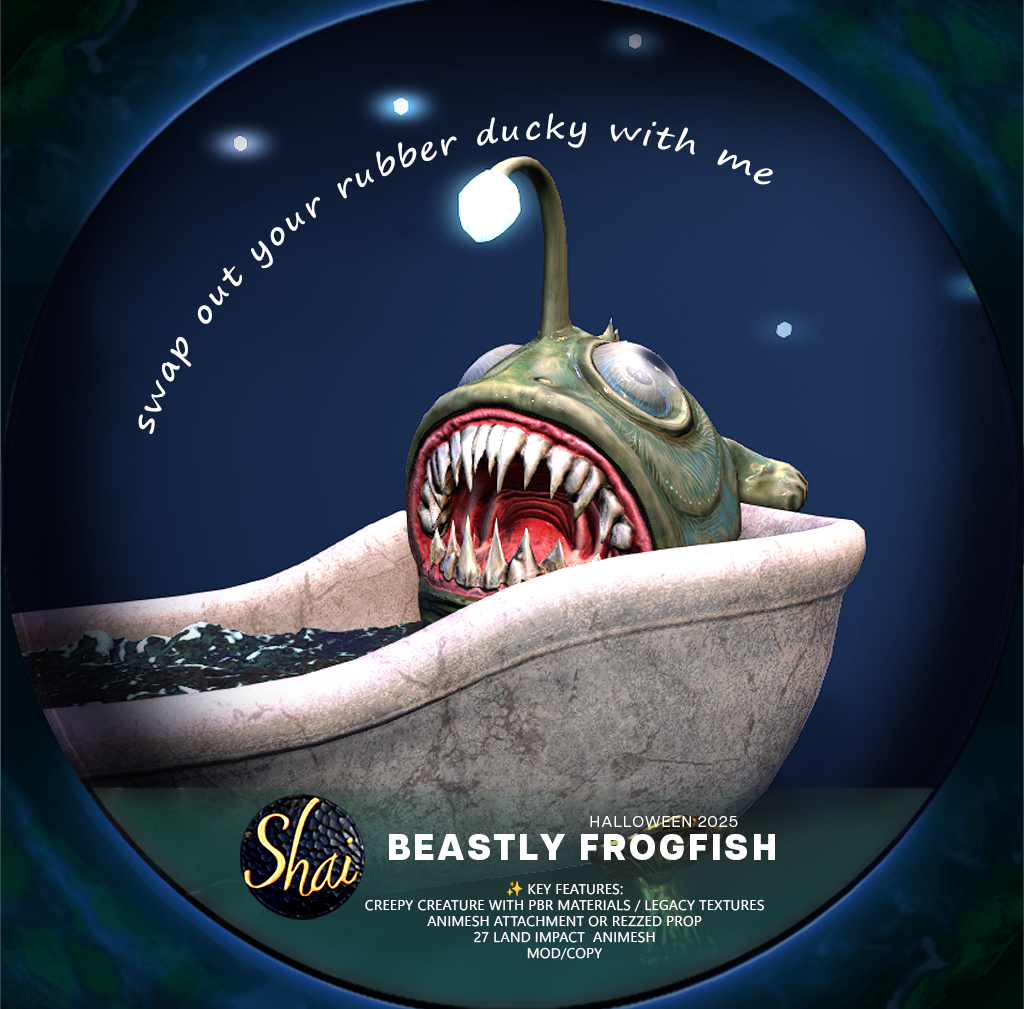 swap out your rubber ducky with me
Shai
HALLOWEEN 2025
BEASTLY FROGFISH
✨ KEY FEATURES:
CREEPY CREATURE WITH PBR MATERIALS / LEGACY TEXTURES
ANIMESH ATTACHMENT OR REZZED PROP
27 LAND IMPACT ANIMESH
MOD/COPY